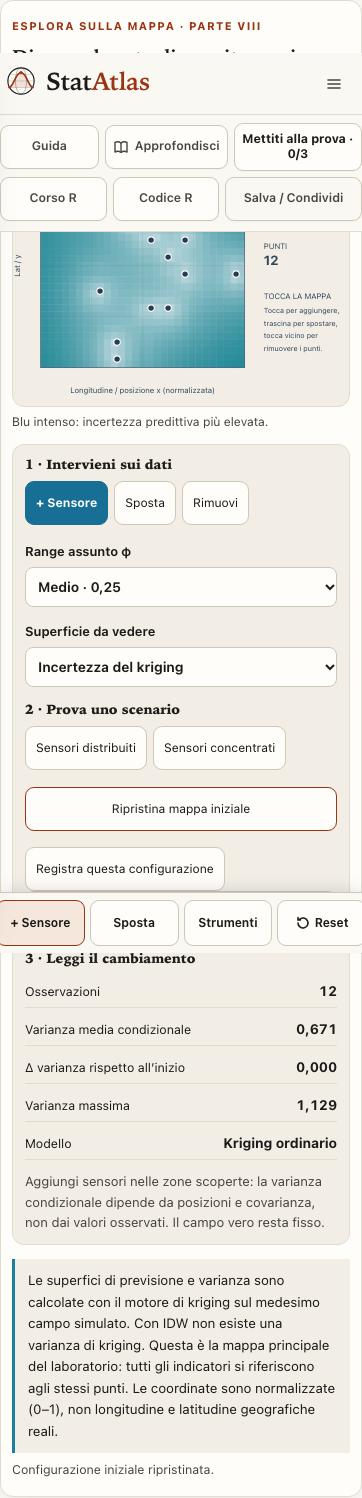 ESPLORA SULLA MAPPA · PARTE VIII
StatAtlas
Guida
Approfondisci
Mettiti alla prova ·
0/3
Corso R
Codice R
Salva / Condividi
Lat / y
PUNTI
12
TOCCA LA MAPPA
Tocca per aggiungere,
trascina per spostare,
tocca vicino per
rimuovere i punti.
Longitudine / posizione x (normalizzata)
Blu intenso: incertezza predittiva più elevata.
1 · Intervieni sui dati
+ Sensore
Sposta
Rimuovi
Range assunto ϕ
Medio · 0,25
Superficie da vedere
Incertezza del kriging
2 · Prova uno scenario
Sensori distribuiti
Sensori concentrati
Ripristina mappa iniziale
Registra questa configurazione
+ Sensore
Sposta
Strumenti
Reset
3 · Leggi il cambiamento
Osservazioni 12
Varianza media condizionale 0,671
Δ varianza rispetto all’inizio 0,000
Varianza massima 1,129
Modello Kriging ordinario
Aggiungi sensori nelle zone scoperte: la varianza
condizionale dipende da posizioni e covarianza,
non dai valori osservati. Il campo vero resta fisso.
Le superfici di previsione e varianza sono
calcolate con il motore di kriging sul medesimo
campo simulato. Con IDW non esiste una
varianza di kriging. Questa è la mappa principale
del laboratorio: tutti gli indicatori si riferiscono
agli stessi punti. Le coordinate sono normalizzate
(0–1), non longitudine e latitudine geografiche
reali.
Configurazione iniziale ripristinata.